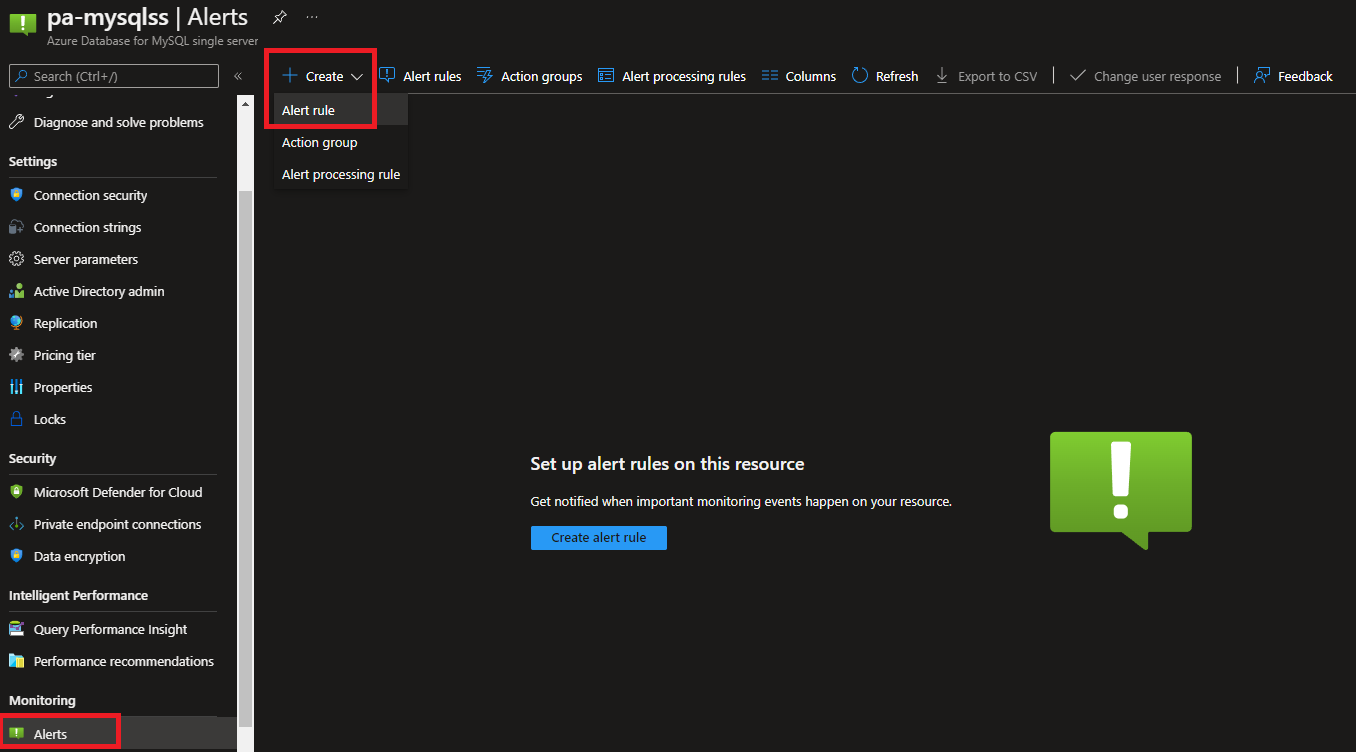 pa-mysqlss | Alerts
Azure Database for MySQL single server
Search (Ctrl+/)
Diagnose and solve problems
Settings
Connection security
Connection strings
Server parameters
Active Directory admin
Replication
Pricing tier
Properties
Locks
Security
Microsoft Defender for Cloud
Private endpoint connections
Data encryption
Intelligent Performance
Query Performance Insight
Performance recommendations
Monitoring
Alerts
Create Alert rules Action groups Alert processing rules Columns Refresh Export to CSV Change user response Feedback
Alert rule
Action group
Alert processing rule
Set up alert rules on this resource
Get notified when important monitoring events happen on your resource.
Create alert rule